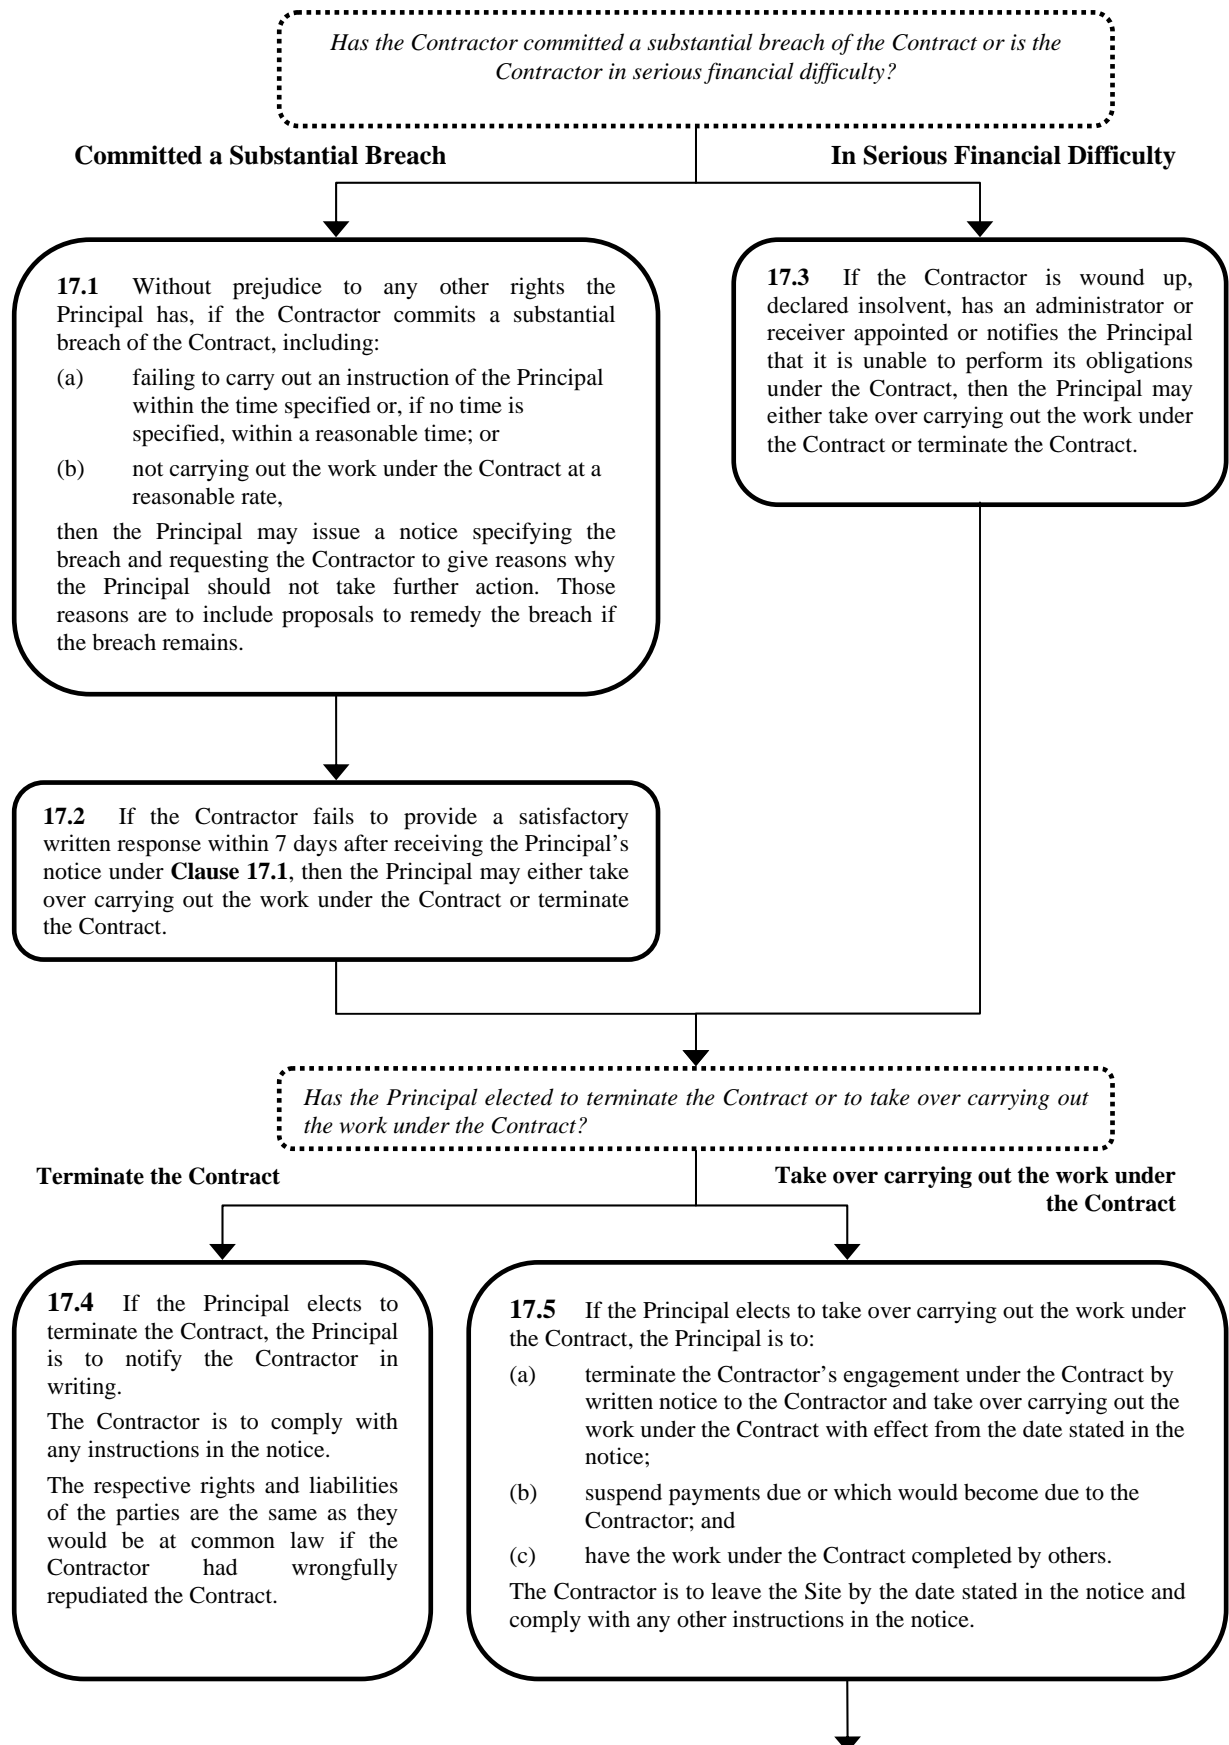 Has the Contractor committed a substantial breach of the Contract or is the
Contractor in serious financial difficulty?
Committed a Substantial Breach
In Serious Financial Difficulty
17.1 Without prejudice to any other rights the
Principal has, if the Contractor commits a substantial
breach of the Contract, including:
(a) failing to carry out an instruction of the Principal
within the time specified or, if no time is
specified, within a reasonable time; or
(b) not carrying out the work under the Contract at a
reasonable rate,
then the Principal may issue a notice specifying the
breach and requesting the Contractor to give reasons why
the Principal should not take further action. Those
reasons are to include proposals to remedy the breach if
the breach remains.
17.3 If the Contractor is wound up,
declared insolvent, has an administrator or
receiver appointed or notifies the Principal
that it is unable to perform its obligations
under the Contract, then the Principal may
either take over carrying out the work under
the Contract or terminate the Contract.
17.2 If the Contractor fails to provide a satisfactory
written response within 7 days after receiving the Principal’s
notice under Clause 17.1, then the Principal may either take
over carrying out the work under the Contract or terminate
the Contract.
Has the Principal elected to terminate the Contract or to take over carrying out
the work under the Contract?
Terminate the Contract
Take over carrying out the work under
the Contract
17.4 If the Principal elects to
terminate the Contract, the Principal
is to notify the Contractor in
writing.
The Contractor is to comply with
any instructions in the notice.
The respective rights and liabilities
of the parties are the same as they
would be at common law if the
Contractor had wrongfully
repudiated the Contract.
17.5 If the Principal elects to take over carrying out the work under
the Contract, the Principal is to:
(a) terminate the Contractor’s engagement under the Contract by
written notice to the Contractor and take over carrying out the
work under the Contract with effect from the date stated in the
notice;
(b) suspend payments due or which would become due to the
Contractor; and
(c) have the work under the Contract completed by others.
The Contractor is to leave the Site by the date stated in the notice and
comply with any other instructions in the notice.